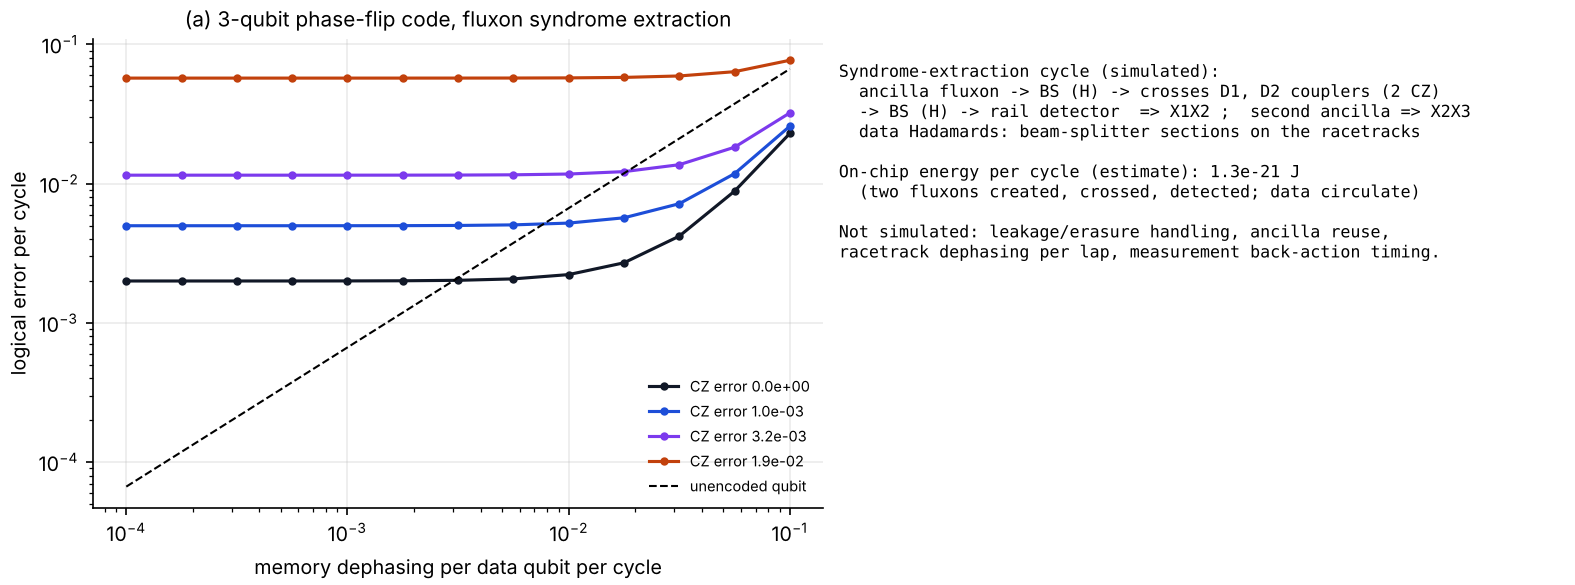 (a) 3-qubit phase-flip code, fluxon syndrome extraction
logical error per cycle
10⁻¹
10⁻²
10⁻³
10⁻⁴
10⁻⁴ 10⁻³ 10⁻² 10⁻¹
memory dephasing per data qubit per cycle
CZ error 0.0e+00
CZ error 1.0e-03
CZ error 3.2e-03
CZ error 1.9e-02
unencoded qubit
Syndrome-extraction cycle (simulated):
ancilla fluxon -> BS (H) -> crosses D1, D2 couplers (2 CZ)
-> BS (H) -> rail detector  => X1X2 ;  second ancilla => X2X3
data Hadamards: beam-splitter sections on the racetracks
On-chip energy per cycle (estimate): 1.3e-21 J
(two fluxons created, crossed, detected; data circulate)
Not simulated: leakage/erasure handling, ancilla reuse,
racetrack dephasing per lap, measurement back-action timing.